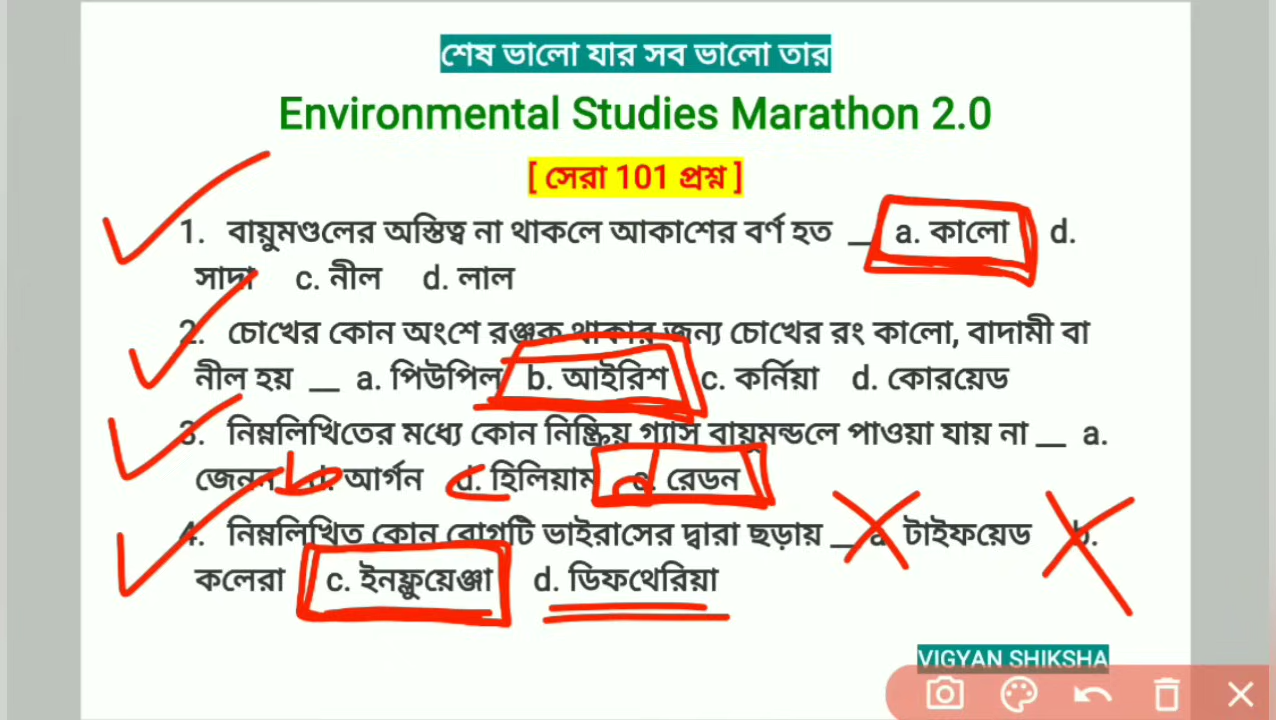 শেষ ভালো যার সব ভালো তার
Environmental Studies Marathon 2.0
[ সেরা 101 প্রশ্ন ]
1. বায়ুমণ্ডলের অস্তিত্ব না থাকলে আকাশের বর্ণ হত __ a. কালো d.
সাদা c. নীল d. লাল
2. চোখের কোন অংশে রঞ্জক থাকার জন্য চোখের রং কালো, বাদামী বা
নীল হয় __ a. পিউপিল b. আইরিশ c. কর্নিয়া d. কোরয়েড
3. নিম্নলিখিতের মধ্যে কোন নিষ্ক্রিয় গ্যাস বায়ুমন্ডলে পাওয়া যায় না __ a.
জেনন b আর্গন c হিলিয়াম d রেডন
4. নিম্নলিখিত কোন রোগটি ভাইরাসের দ্বারা ছড়ায় __ a. টাইফয়েড b.
কলেরা c. ইনফ্লুয়েঞ্জা d. ডিফথেরিয়া
VIGYAN SHIKSHA